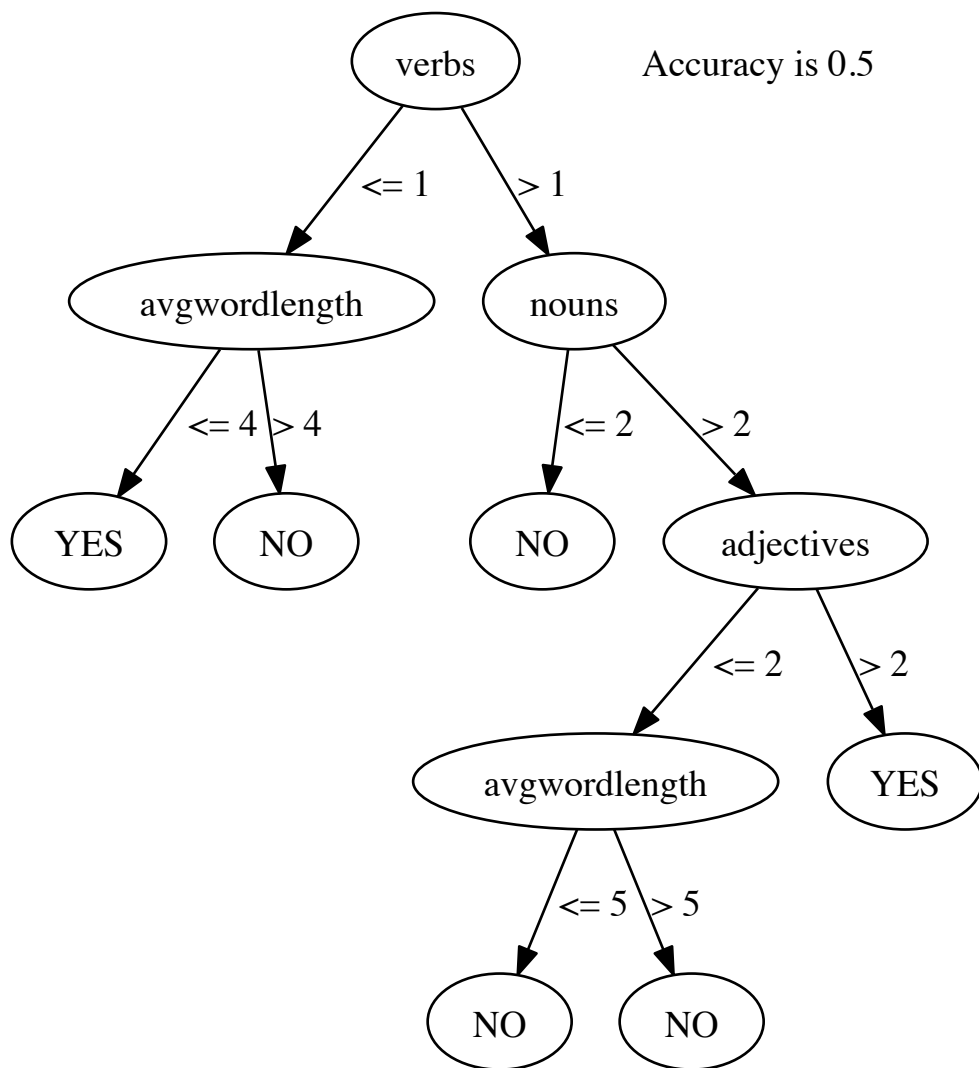 verbs
Accuracy is 0.5
<= 1
> 1
avgwordlength
nouns
<= 4
> 4
<= 2
> 2
YES
NO
NO
adjectives
<= 2
> 2
avgwordlength
YES
<= 5
> 5
NO
NO